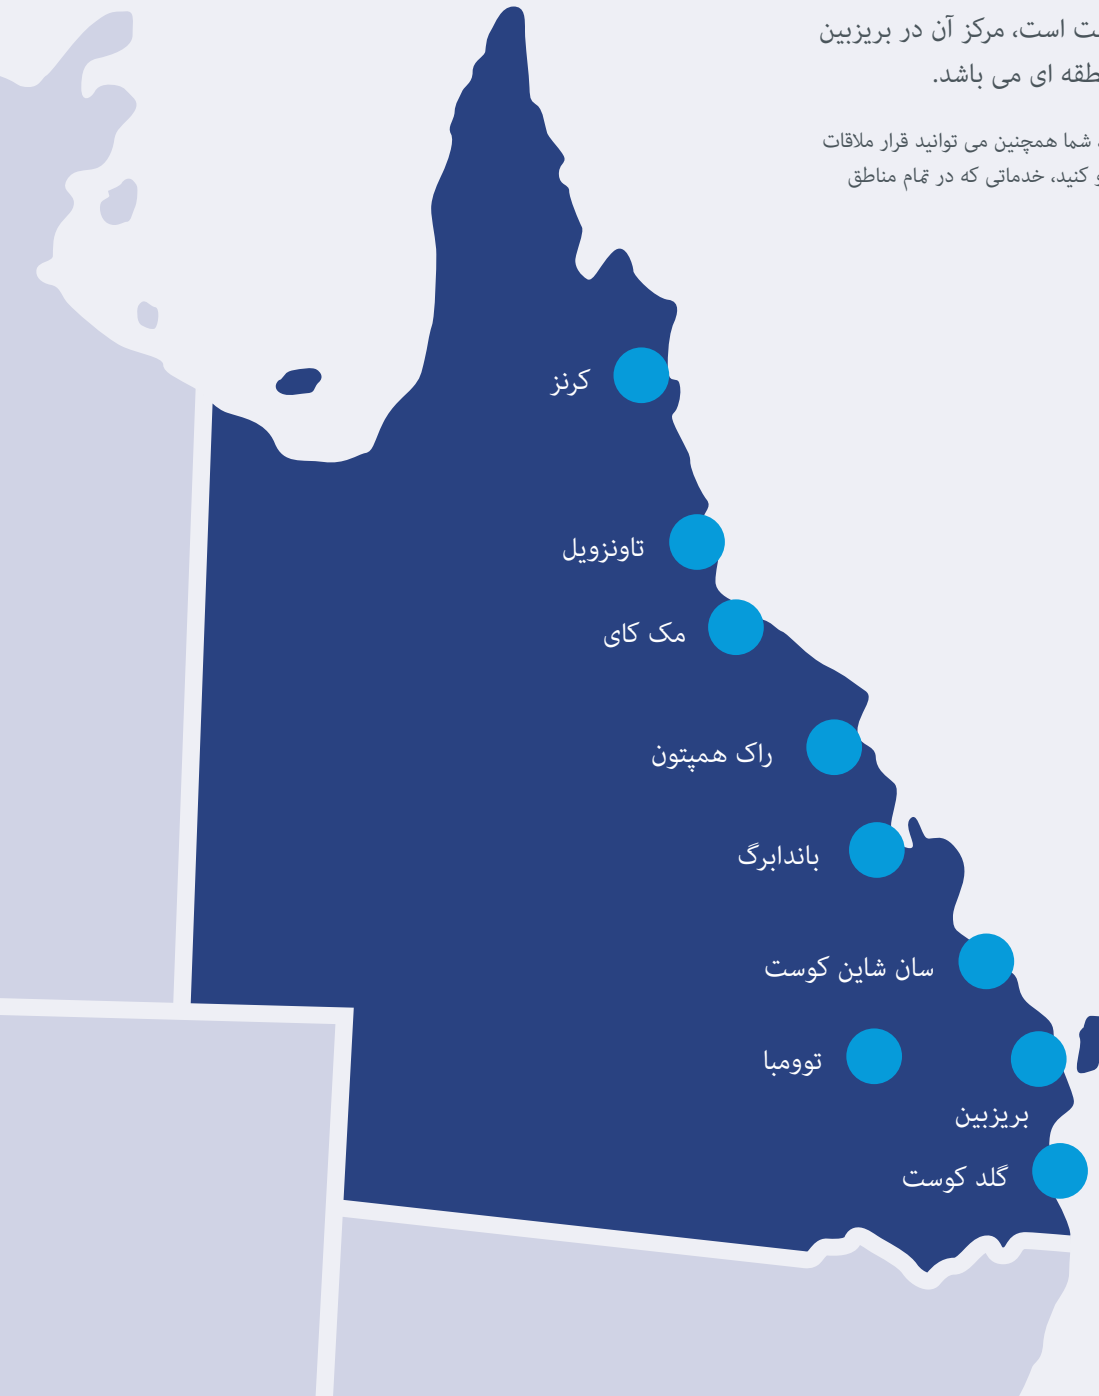 است، مرکز آن در بریزبین
ای می باشد.
شما همچنین می توانید قرار ملاقات
کنید، خدماتی که در تمام مناطق
کرنز
تاونزویل
مک کای
راک همپتون
باندابرگ
سان شاین کوست
توومبا
بریزبین
گلد کوست